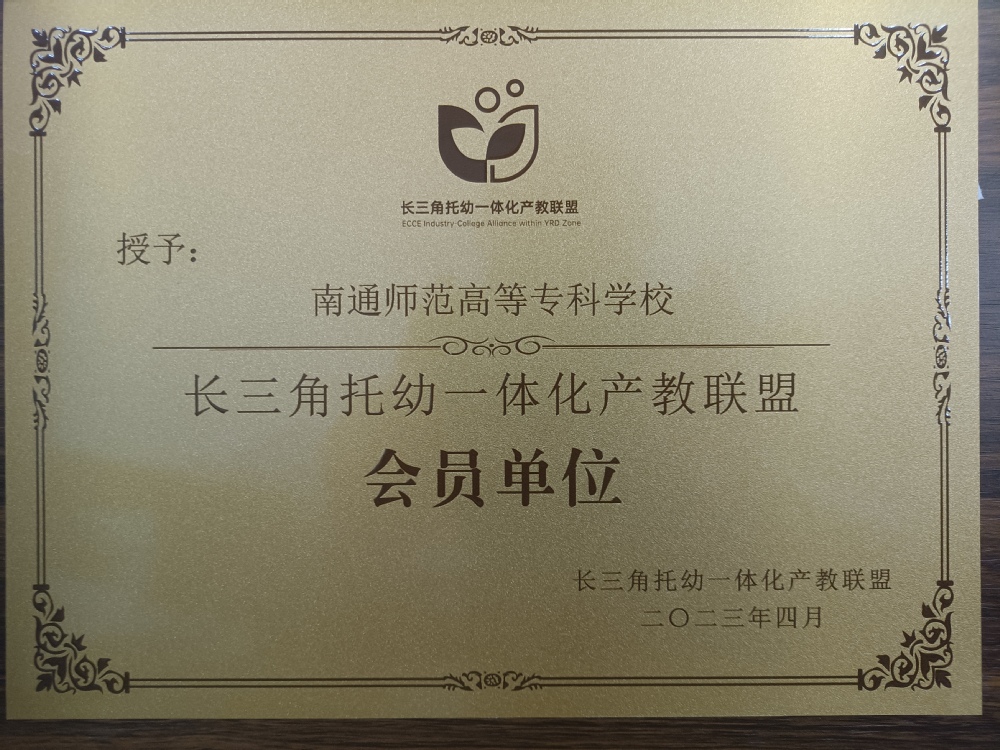 长三角托幼一体化产教联盟
ECCE Industry-College Alliance within YRD Zone
授予：
南通师范高等专科学校
长三角托幼一体化产教联盟
会员单位
长三角托幼一体化产教联盟
二〇二三年四月